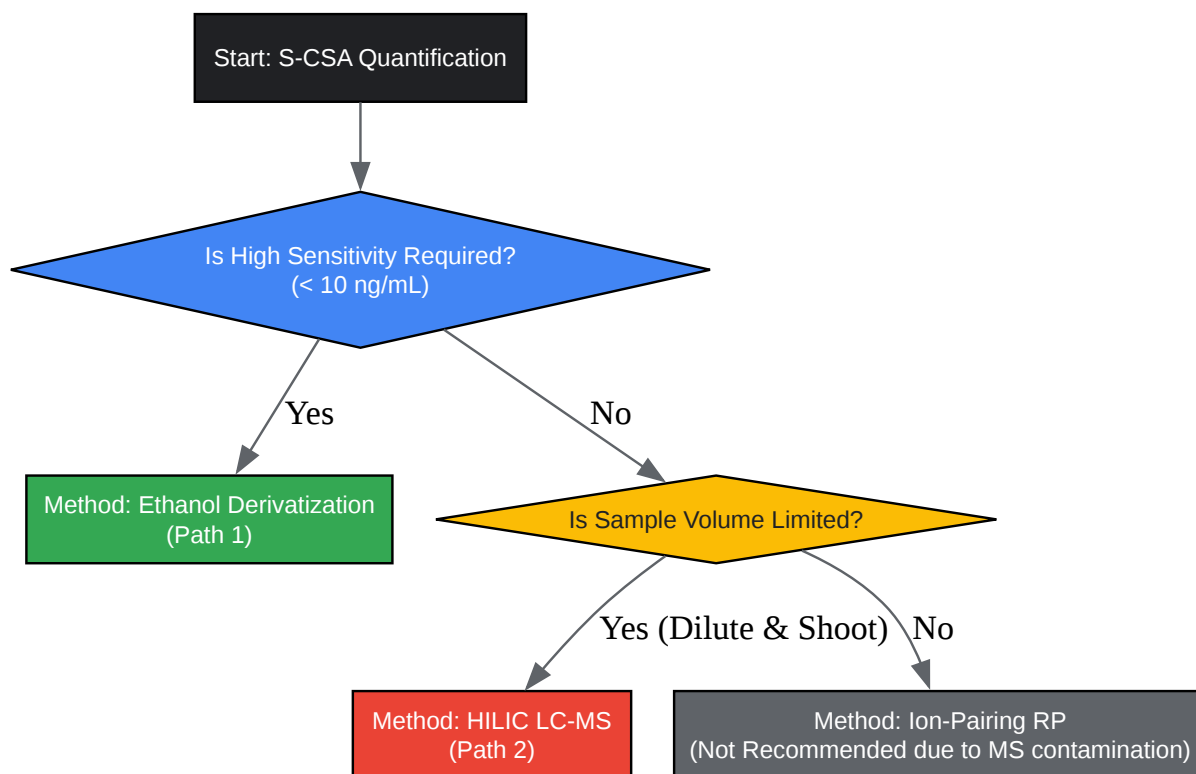 Start: S-CSA Quantification
Is High Sensitivity Required?
(< 10 ng/mL)
Yes
No
Method: Ethanol Derivatization
(Path 1)
Is Sample Volume Limited?
Yes (Dilute & Shoot)
No
Method: HILIC LC-MS
(Path 2)
Method: Ion-Pairing RP
(Not Recommended due to MS contamination)